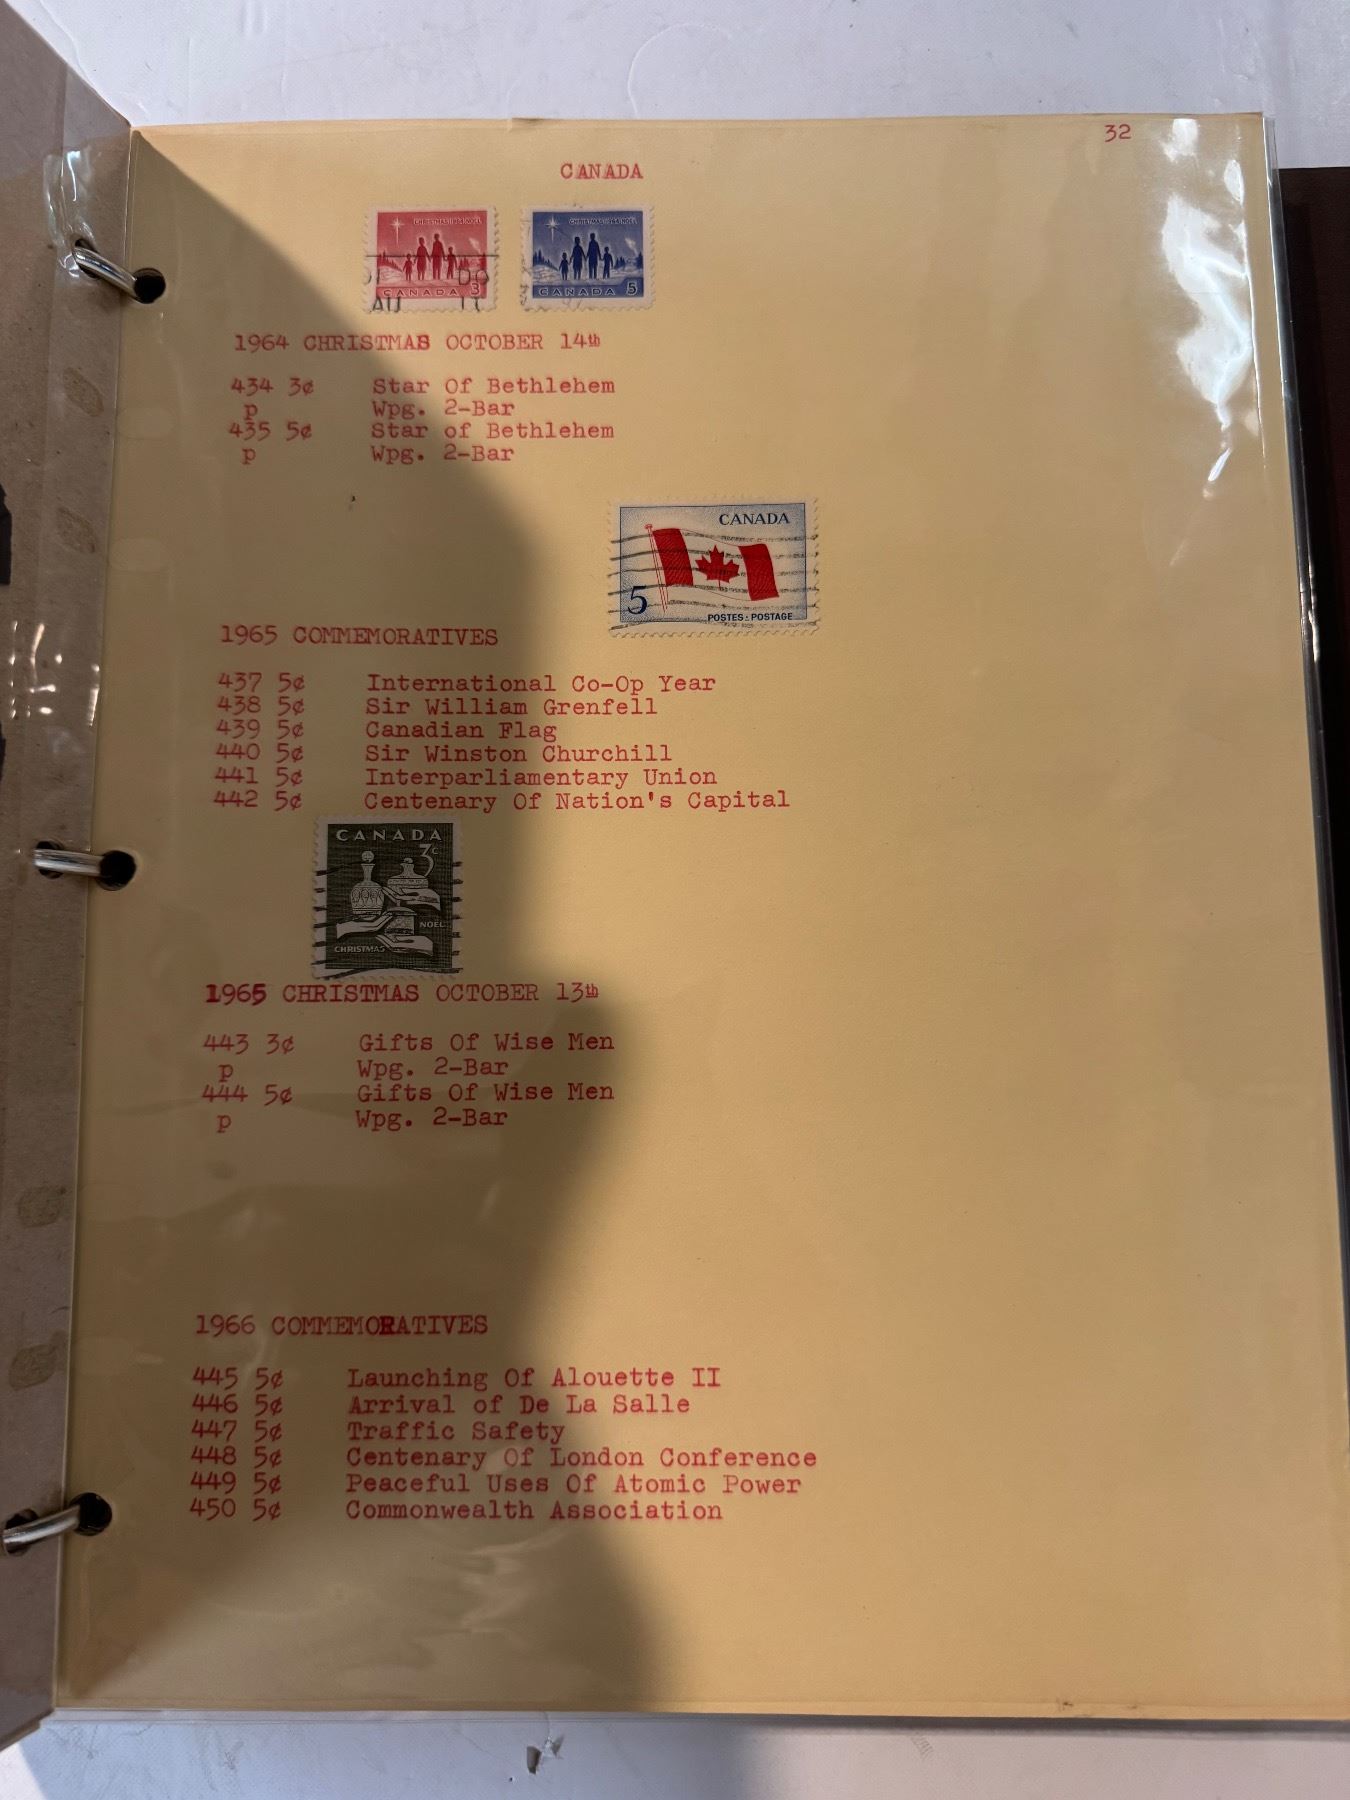 32
CANADA
CHRISTMAS 1964 NOËL
CANADA 3
CHRISTMAS 1964 NOËL
CANADA 5
1964 CHRISTMAS OCTOBER 14th
434 3¢ Star Of Bethlehem
p Wpg. 2-Bar
435 5¢ Star of Bethlehem
p Wpg. 2-Bar
CANADA
5
POSTES-POSTAGE
1965 COMMEMORATIVES
437 5¢ International Co-Op Year
438 5¢ Sir William Grenfell
439 5¢ Canadian Flag
440 5¢ Sir Winston Churchill
441 5¢ Interparliamentary Union
442 5¢ Centenary Of Nation's Capital
CANADA
3c
NOËL
CHRISTMAS
1965 CHRISTMAS OCTOBER 13th
443 3¢ Gifts Of Wise Men
p Wpg. 2-Bar
444 5¢ Gifts Of Wise Men
p Wpg. 2-Bar
1966 COMMEMORATIVES
445 5¢ Launching Of Alouette II
446 5¢ Arrival of De La Salle
447 5¢ Traffic Safety
448 5¢ Centenary Of London Conference
449 5¢ Peaceful Uses Of Atomic Power
450 5¢ Commonwealth Association